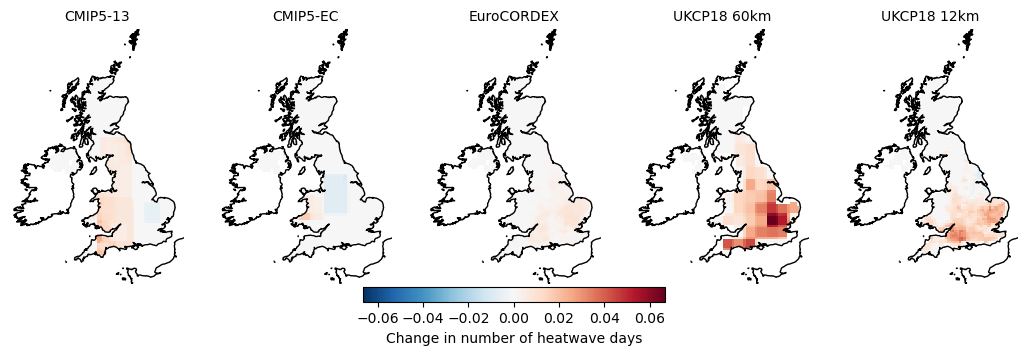 CMIP5-13 CMIP5-EC EuroCORDEX UKCP18 60km UKCP18 12km
−0.06 −0.04 −0.02 0.00 0.02 0.04 0.06
Change in number of heatwave days